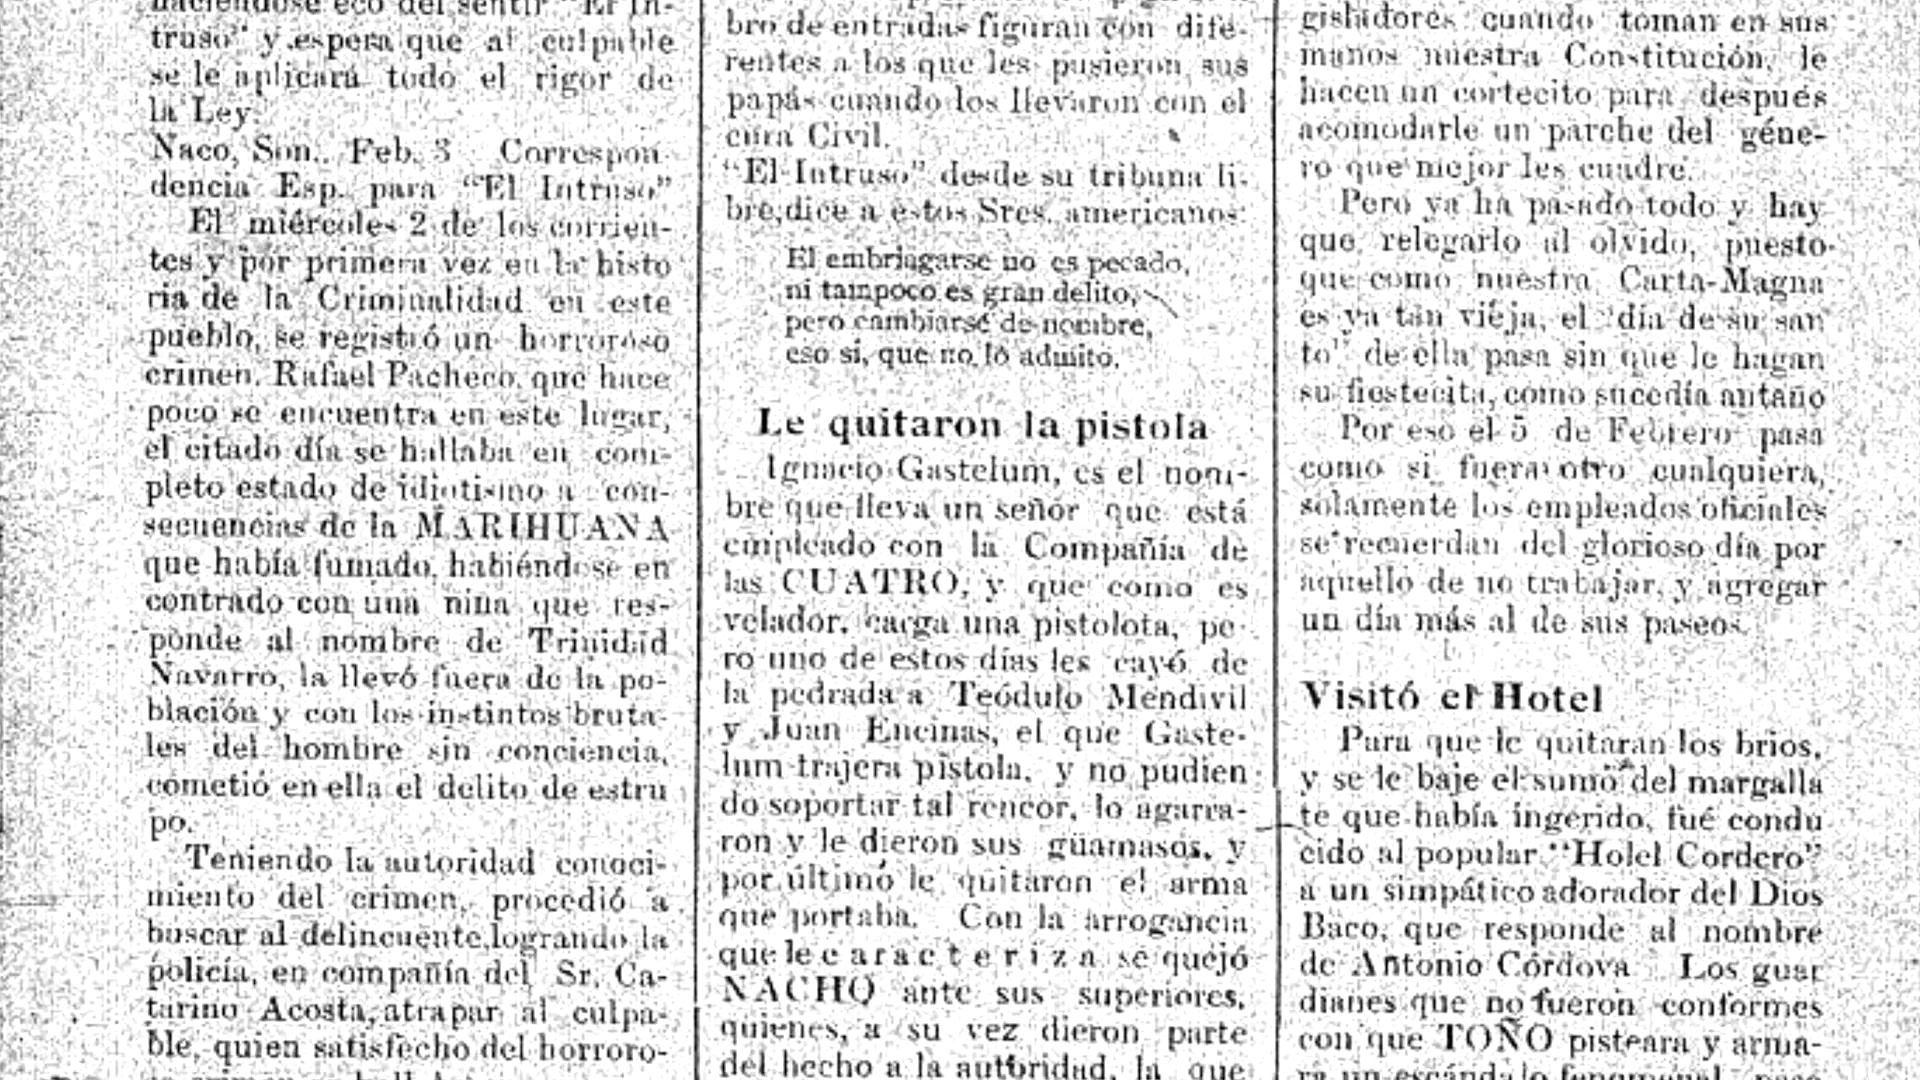 haciéndose eco del sentir "El In-
truso" y espera que al culpable
se le aplicará todo el rigor de
la Ley.
Naco, Son., Feb. 3 Correspon-
dencia Esp. para "El Intruso"
El miércoles 2 de los corrien-
tes y por primera vez en la histo
ria de la Criminalidad en este
pueblo, se registró un horroroso
crimen. Rafael Pacheco, que hace
poco se encuentra en este lugar,
el citado día se hallaba en com-
pleto estado de idiotismo a con-
secuencias de la MARIHUANA
que había fumado, habiéndose en
contrado con una niña que res-
ponde al nombre de Trinidad
Navarro, la llevó fuera de la po-
blación y con los instintos bruta-
les del hombre sin conciencia,
cometió en ella el delito de estru
po.
Teniendo la autoridad conoci-
miento del crimen, procedió a
buscar al delincuente, logrando la
policía, en compañía del Sr. Ca-
tarino Acosta, atrapar al culpa-
ble, quien satisfecho del horroro-
bro de entradas figuran con dife-
rentes a los que les pusieron sus
papás cuando los llevaron con el
cura Civil.
"El Intruso" desde su tribuna li-
bre, dice a estos Sres. americanos:
El embriagarse no es pecado,
ni tampoco es gran delito,
pero cambiarse de nombre,
eso si, que no lo admito.
Le quitaron la pistola
Ignacio Gastelum, es el nom-
bre que lleva un señor que está
empleado con la Compañía de
las CUATRO, y que como es
velador, carga una pistolota, pe-
ro uno de estos días les cayó de
la pedrada a Teódulo Mendivil
y Juan Encinas, el que Gaste-
lum trajera pistola, y no pudien
do soportar tal rencor, lo agarra-
ron y le dieron sus guamasos, y
por último le quitaron el arma
que portaba. Con la arrogancia
que le caracteriza se quejó
NACHO ante sus superiores,
quienes, a su vez dieron parte
del hecho a la autoridad, la que
gisladores cuando toman en sus
manos nuestra Constitución, le
hacen un cortecito para después
acomodarle un parche del géne-
ro que mejor les cuadre.
Pero ya ha pasado todo y hay
que relegarlo al olvido, puesto
que como nuestra Carta-Magna
es ya tan vieja, el "día de su san
to" de ella pasa sin que le hagan
su fiestecita, como sucedía antaño
Por eso el 5 de Febrero pasa
como si fuera otro cualquiera,
solamente los empleados oficiales
se recuerdan del glorioso día por
aquello de no trabajar, y agregar
un día más al de sus paseos.
Visitó el Hotel
Para que le quitaran los brios,
y se le baje el sumo del margalla
te que había ingerido, fué condu
cido al popular "Holel Cordero"
a un simpático adorador del Dios
Baco, que responde al nombre
de Antonio Córdova Los guar
dianes que no fueron conformes
con que TOÑO pisteara y arma-
ra un escándalo fenomenal